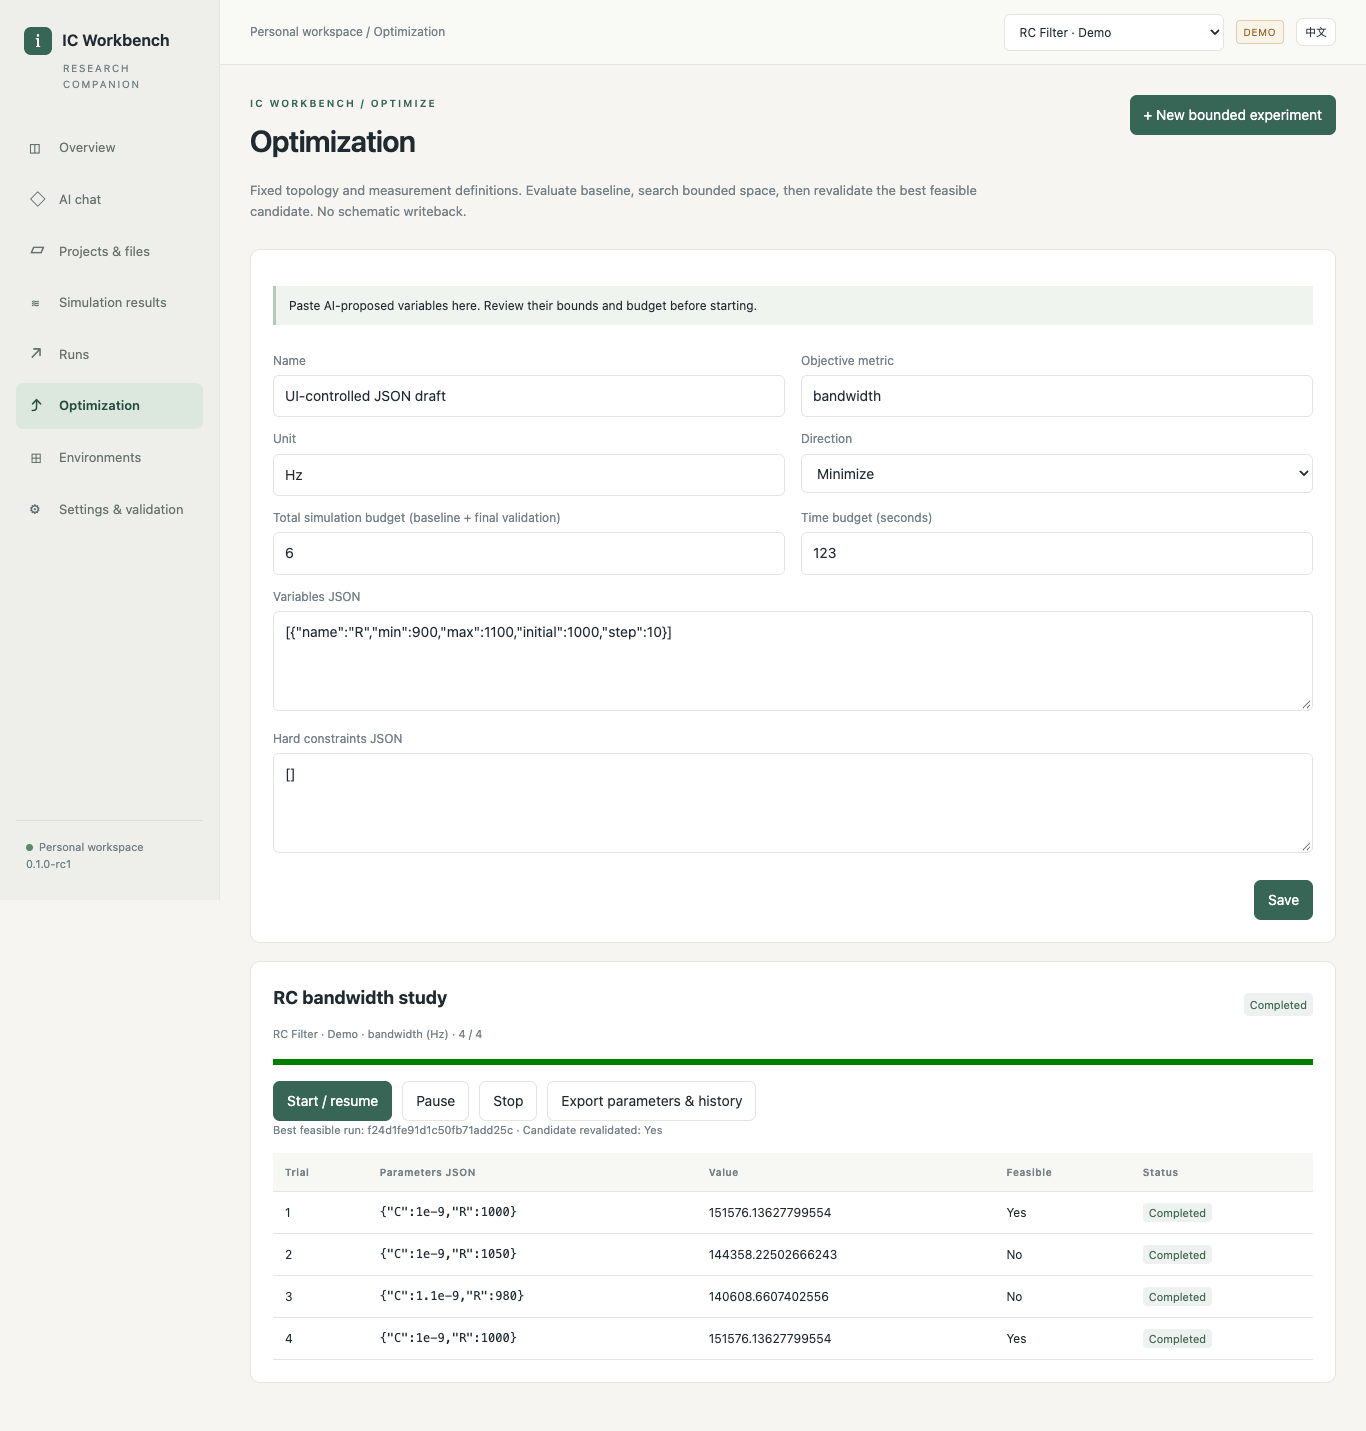 i IC Workbench
RESEARCH
COMPANION
Overview
AI chat
Projects & files
Simulation results
Runs
Optimization
Environments
Settings & validation
Personal workspace
0.1.0-rc1
Personal workspace / Optimization
RC Filter · Demo
DEMO
中文
IC WORKBENCH / OPTIMIZE
Optimization
+ New bounded experiment
Fixed topology and measurement definitions. Evaluate baseline, search bounded space, then revalidate the best feasible
candidate. No schematic writeback.
Paste AI-proposed variables here. Review their bounds and budget before starting.
Name
UI-controlled JSON draft
Objective metric
bandwidth
Unit
Hz
Direction
Minimize
Total simulation budget (baseline + final validation)
6
Time budget (seconds)
123
Variables JSON
[{"name":"R","min":900,"max":1100,"initial":1000,"step":10}]
Hard constraints JSON
[]
Save
RC bandwidth study
Completed
RC Filter · Demo · bandwidth (Hz) · 4 / 4
Start / resume Pause Stop Export parameters & history
Best feasible run: f24d1fe91d1c50fb71add25c · Candidate revalidated: Yes
Trial Parameters JSON Value Feasible Status
1 {"C":1e-9,"R":1000} 151576.13627799554 Yes Completed
2 {"C":1e-9,"R":1050} 144358.22502666243 No Completed
3 {"C":1.1e-9,"R":980} 140608.6607402556 No Completed
4 {"C":1e-9,"R":1000} 151576.13627799554 Yes Completed